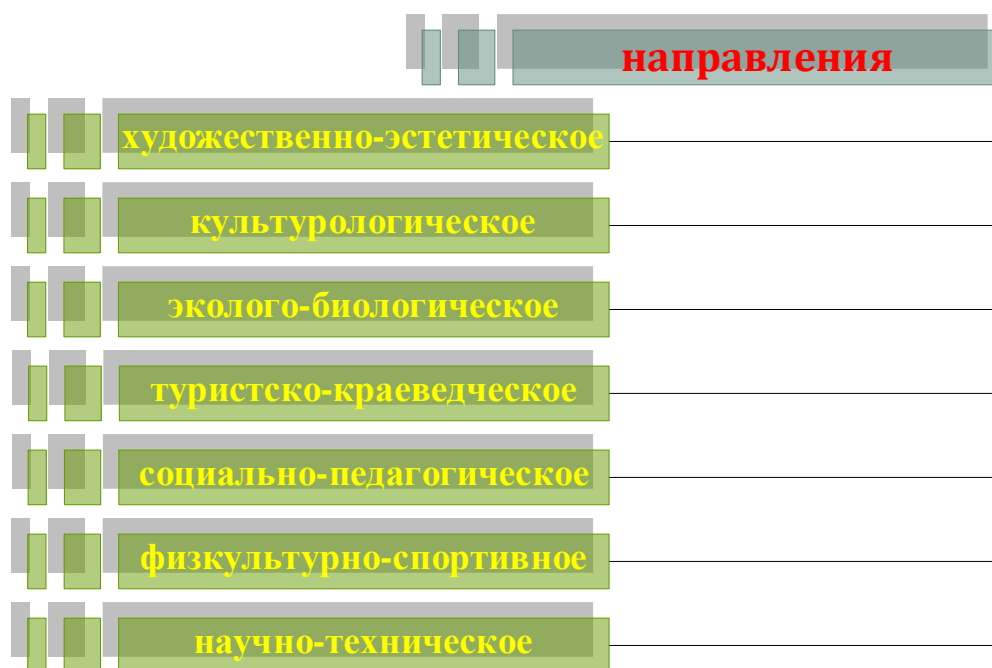 направления
художественно-эстетическое
культурологическое
эколого-биологическое
туристско-краеведческое
социально-педагогическое
физкультурно-спортивное
научно-техническое